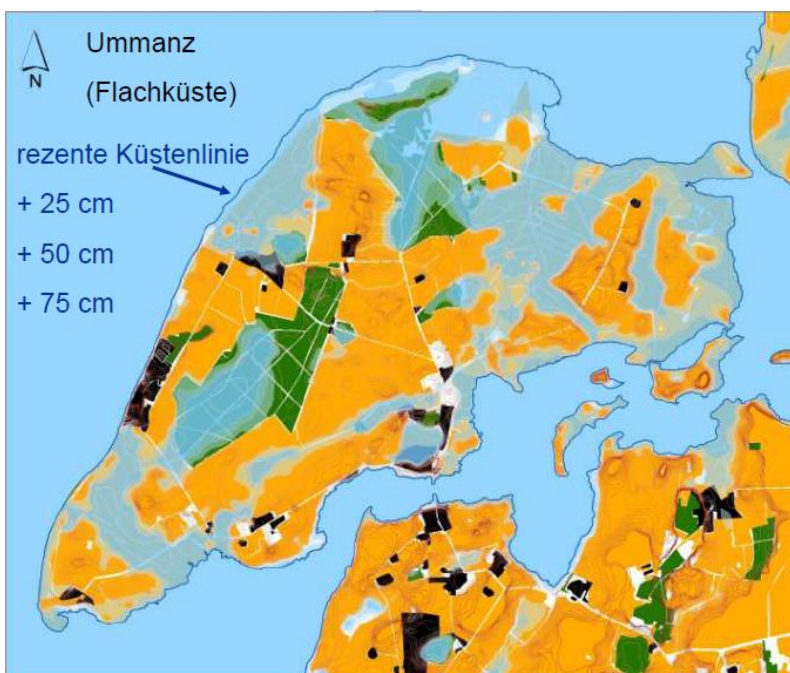 Ummanz
N
(Flachküste)
rezente Küstenlinie
+ 25 cm
+ 50 cm
+ 75 cm